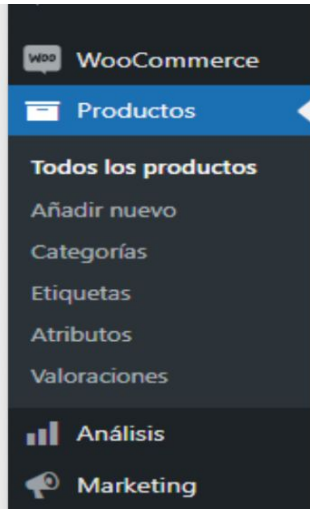 Woo WooCommerce
Productos
Todos los productos
Añadir nuevo
Categorías
Etiquetas
Atributos
Valoraciones
Análisis
Marketing